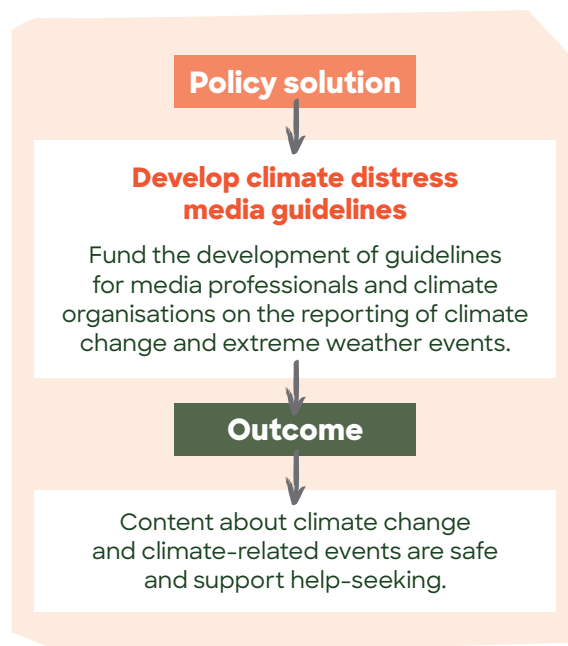 Policy solution
Develop climate distress
media guidelines
Fund the development of guidelines
for media professionals and climate
organisations on the reporting of climate
change and extreme weather events.
Outcome
Content about climate change
and climate-related events are safe
and support help-seeking.